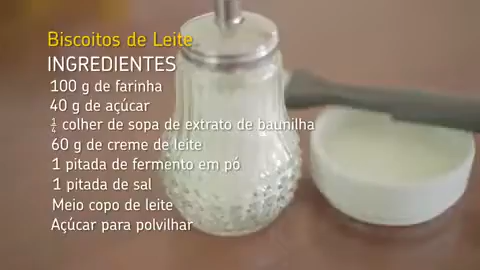 Biscoitos de Leite
INGREDIENTES
100 g de farinha
40 g de açúcar
¼ colher de sopa de extrato de baunilha
60 g de creme de leite
1 pitada de fermento em pó
1 pitada de sal
Meio copo de leite
Açúcar para polvilhar